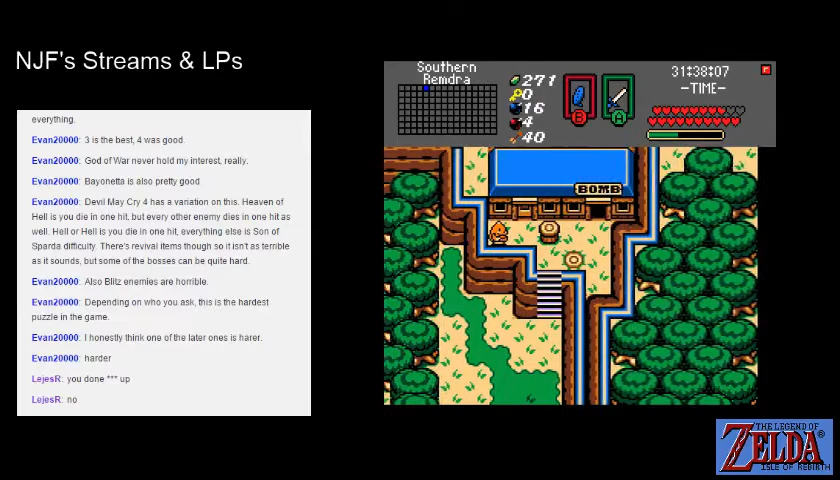 NJF's Streams & LPs
everything.
Evan20000: 3 is the best, 4 was good.
Evan20000: God of War never hold my interest, really.
Evan20000: Bayonetta is also pretty good
Evan20000: Devil May Cry 4 has a variation on this. Heaven of
Hell is you die in one hit, but every other enemy dies in one hit as
well. Hell or Hell is you die in one hit, everything else is Son of
Sparda difficulty. There's revival items though so it isn't as terrible
as it sounds, but some of the bosses can be quite hard.
Evan20000: Also Blitz enemies are horrible.
Evan20000: Depending on who you ask, this is the hardest
puzzle in the game.
Evan20000: I honestly think one of the later ones is harer.
Evan20000: harder
LejesR: you done *** up
LejesR: no
Southern
Remdra
271
0
16
4
40
B
A
31:38:07
-TIME-
r
BOMB
THE LEGEND OF
ZELDA®
ISLE OF REBIRTH